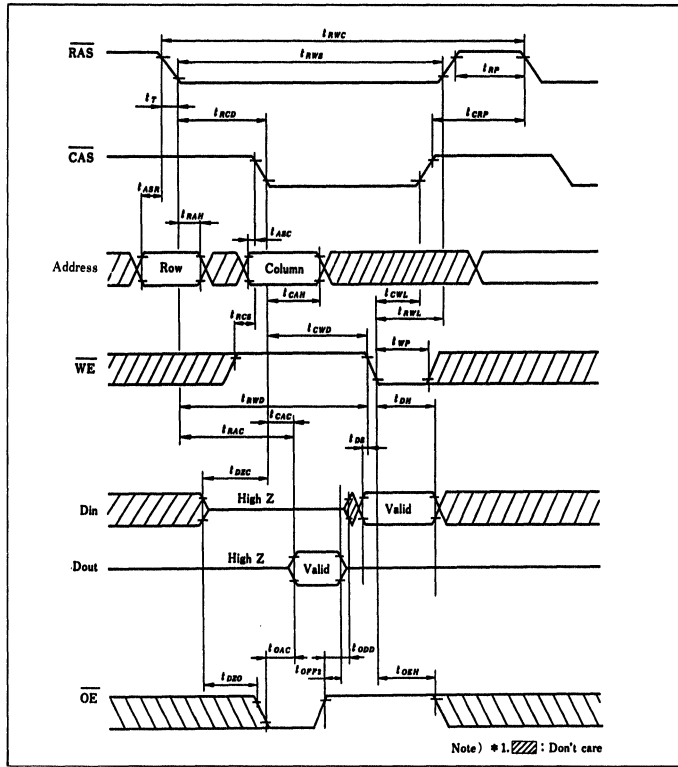 tRWC
RAS
tRWS
tRP
tT
tRCD
tCRP
CAS
tASR
tRAH
tASC
Address
Row
Column
tCAH
tCWL
tRWL
tRCS
tCWD
tWP
WE
tRWD
tDH
tCAC
tRAC
tDS
tDZC
High Z
Din
Valid
High Z
Dout
Valid
tOAC
tODD
tDZO
tOFF2
tOEH
OE
Note) *1. : Don't care